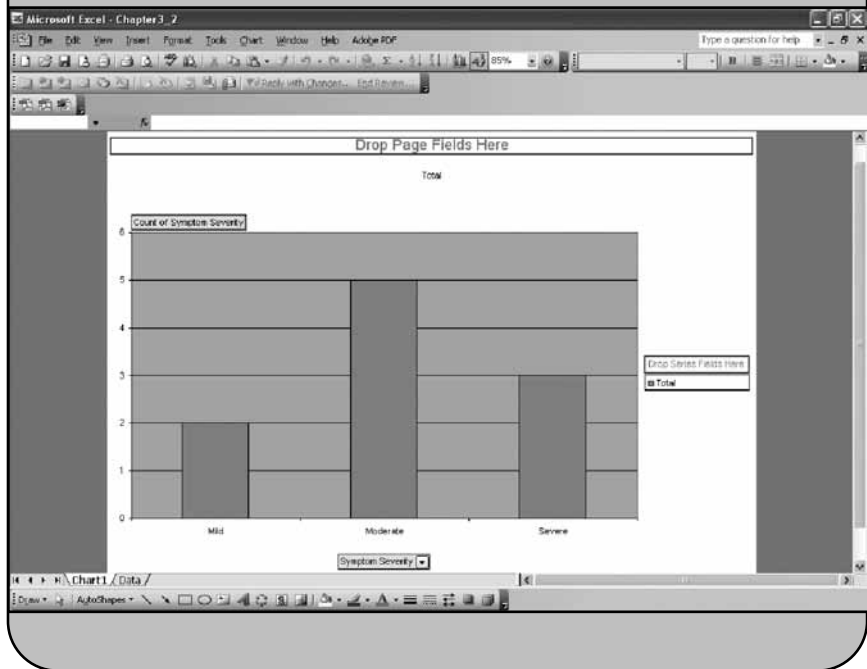 Microsoft Excel - Chapter3_2
File Edit View Insert Format Tools Chart Window Help Adobe PDF
Type a question for help
85%
Reply with Changes... End Review...
fx
Drop Page Fields Here
Total
Count of Symptom Severity
6
5
4
3
2
1
0
Drop Series Fields Here
Total
Mild Moderate Severe
Symptom Severity
Chart1 / Data /
Draw AutoShapes